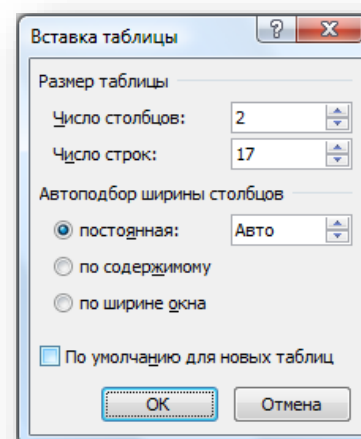 Вставка таблицы
Размер таблицы
Число столбцов: 2
Число строк: 17
Автоподбор ширины столбцов
постоянная: Авто
по содержимому
по ширине окна
По умолчанию для новых таблиц
ОК Отмена